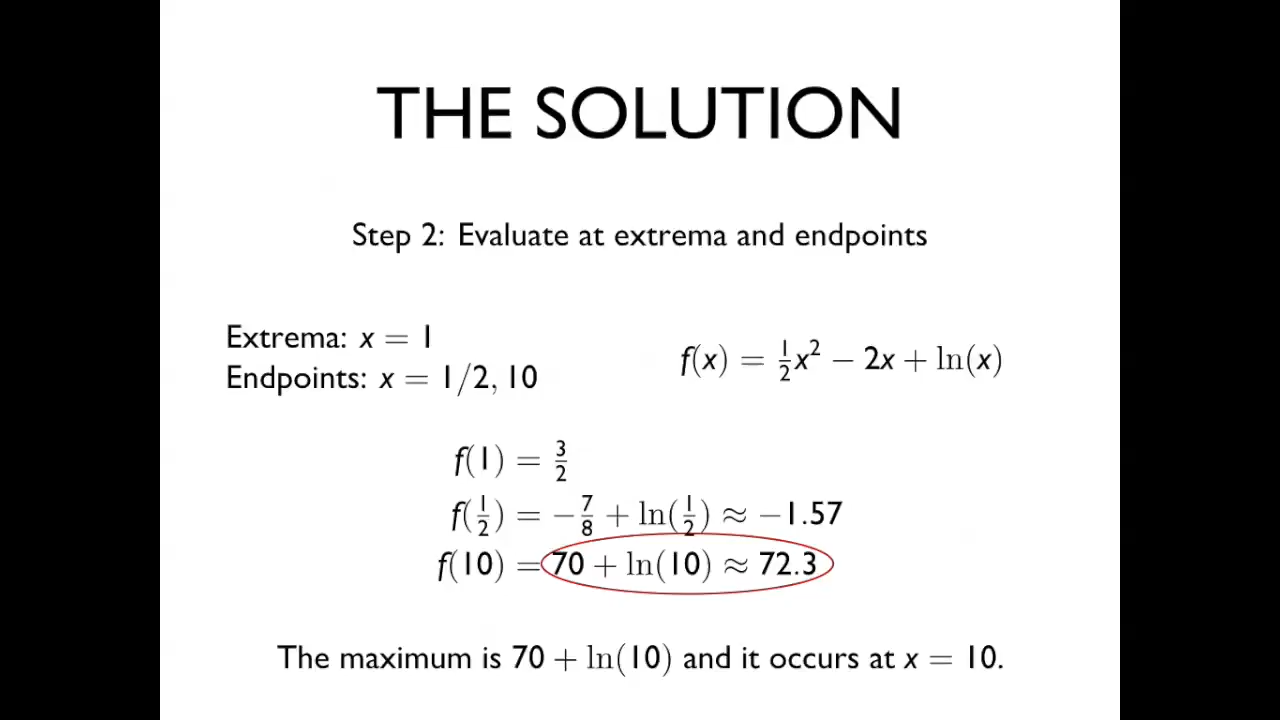 THE SOLUTION
Step 2: Evaluate at extrema and endpoints
Extrema: x = 1
Endpoints: x = 1/2, 10
f(x) = 1/2 x² − 2x + ln(x)
f(1) = 3/2
f(1/2) = −7/8 + ln(1/2) ≈ −1.57
f(10) = 70 + ln(10) ≈ 72.3
The maximum is 70 + ln(10) and it occurs at x = 10.